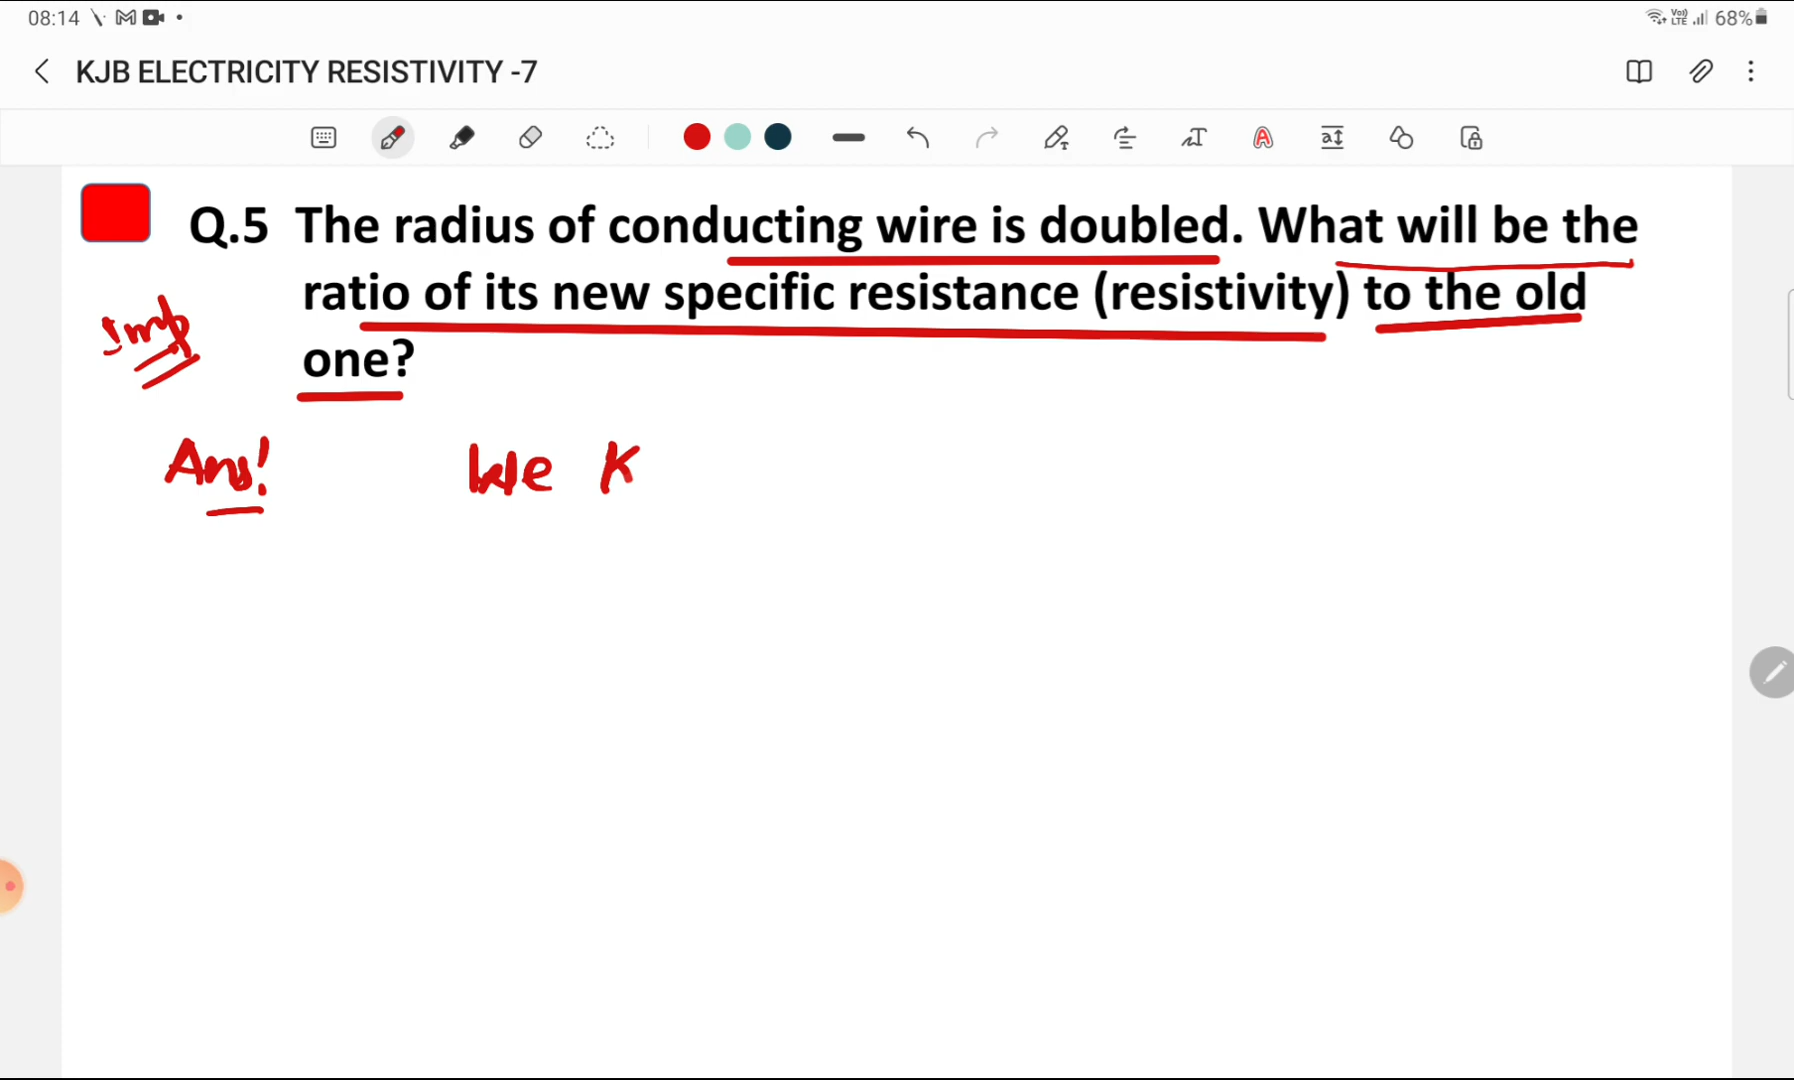 08:14 68%
KJB ELECTRICITY RESISTIVITY -7
Q.5 The radius of conducting wire is doubled. What will be the
ratio of its new specific resistance (resistivity) to the old
one?
Imp
Ans!
We K